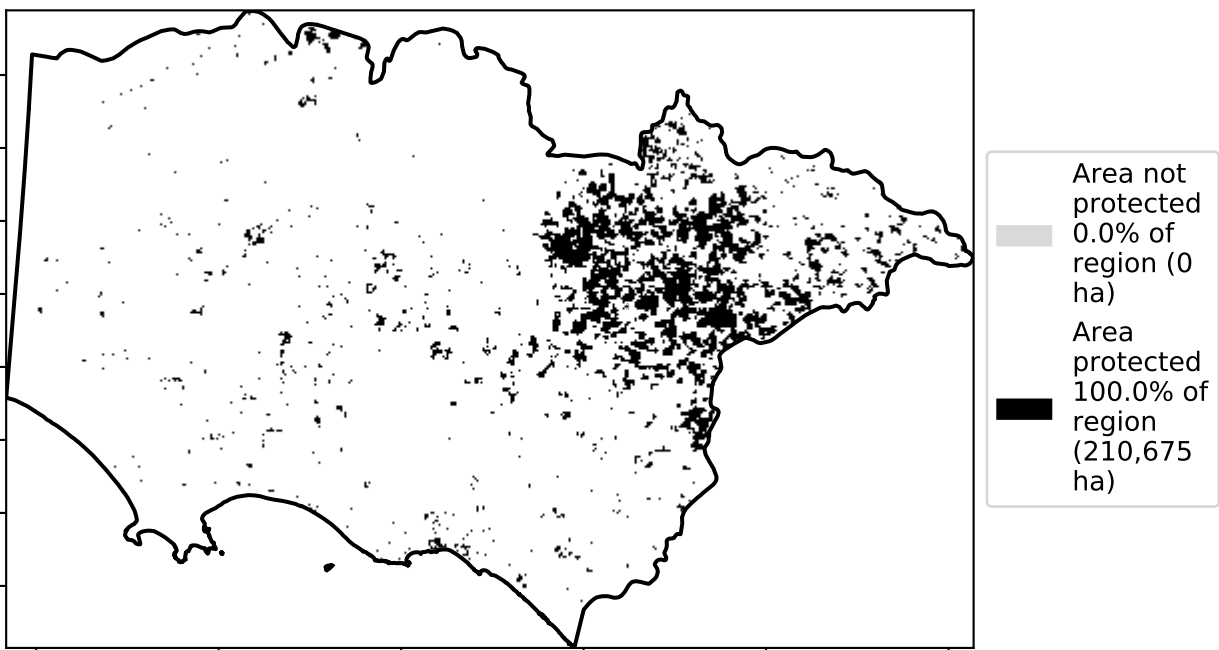 Area not
protected
0.0% of
region (0
ha)
Area
protected
100.0% of
region
(210,675
ha)